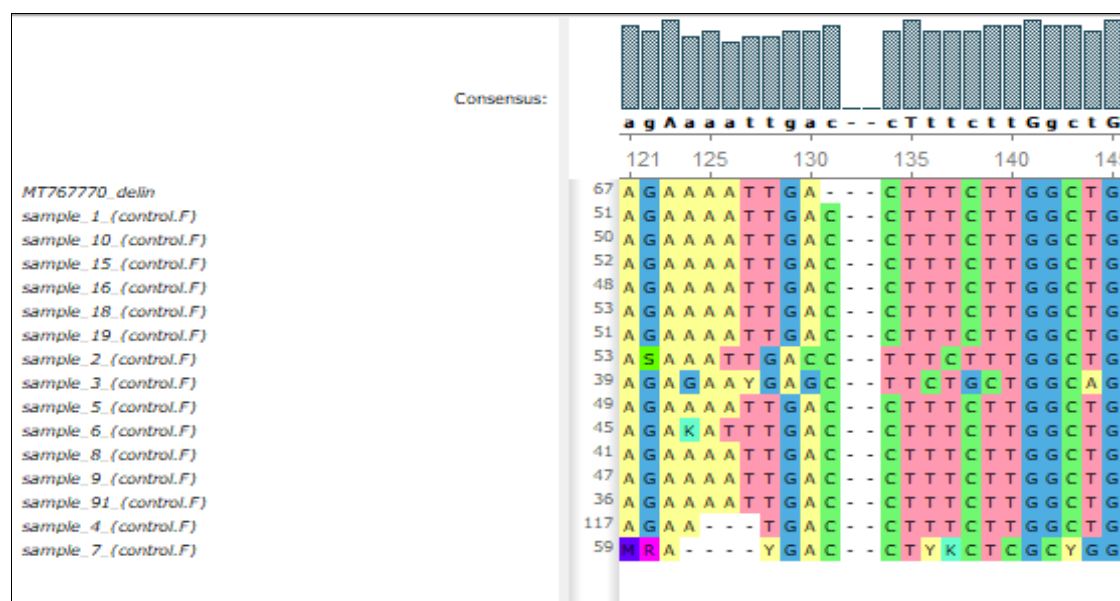 Consensus:
a g A a a a t t g a c - - c T t t c t t G g c t G
121 125 130 135 140 145
MT767770_delin 67 A G A A A A T T G A - - - C T T T C T T G G C T G
sample_1_(control.F) 51 A G A A A A T T G A C - - C T T T C T T G G C T G
sample_10_(control.F) 50 A G A A A A T T G A C - - C T T T C T T G G C T G
sample_15_(control.F) 52 A G A A A A T T G A C - - C T T T C T T G G C T G
sample_16_(control.F) 48 A G A A A A T T G A C - - C T T T C T T G G C T G
sample_18_(control.F) 53 A G A A A A T T G A C - - C T T T C T T G G C T G
sample_19_(control.F) 51 A G A A A A T T G A C - - C T T T C T T G G C T G
sample_2_(control.F) 53 A S A A A T T G A C C - - T T T C T T T G G C T G
sample_3_(control.F) 39 A G A G A A Y G A G C - - T T C T G C T G G C A G
sample_5_(control.F) 49 A G A A A A T T G A C - - C T T T C T T G G C T G
sample_6_(control.F) 45 A G A K A T T T G A C - - C T T T C T T G G C T G
sample_8_(control.F) 41 A G A A A A T T G A C - - C T T T C T T G G C T G
sample_9_(control.F) 47 A G A A A A T T G A C - - C T T T C T T G G C T G
sample_91_(control.F) 36 A G A A A A T T G A C - - C T T T C T T G G C T G
sample_4_(control.F) 117 A G A A - - - T G A C - - C T T T C T T G G C T G
sample_7_(control.F) 59 M R A - - - - Y G A C - - C T Y K C T C G C Y G G